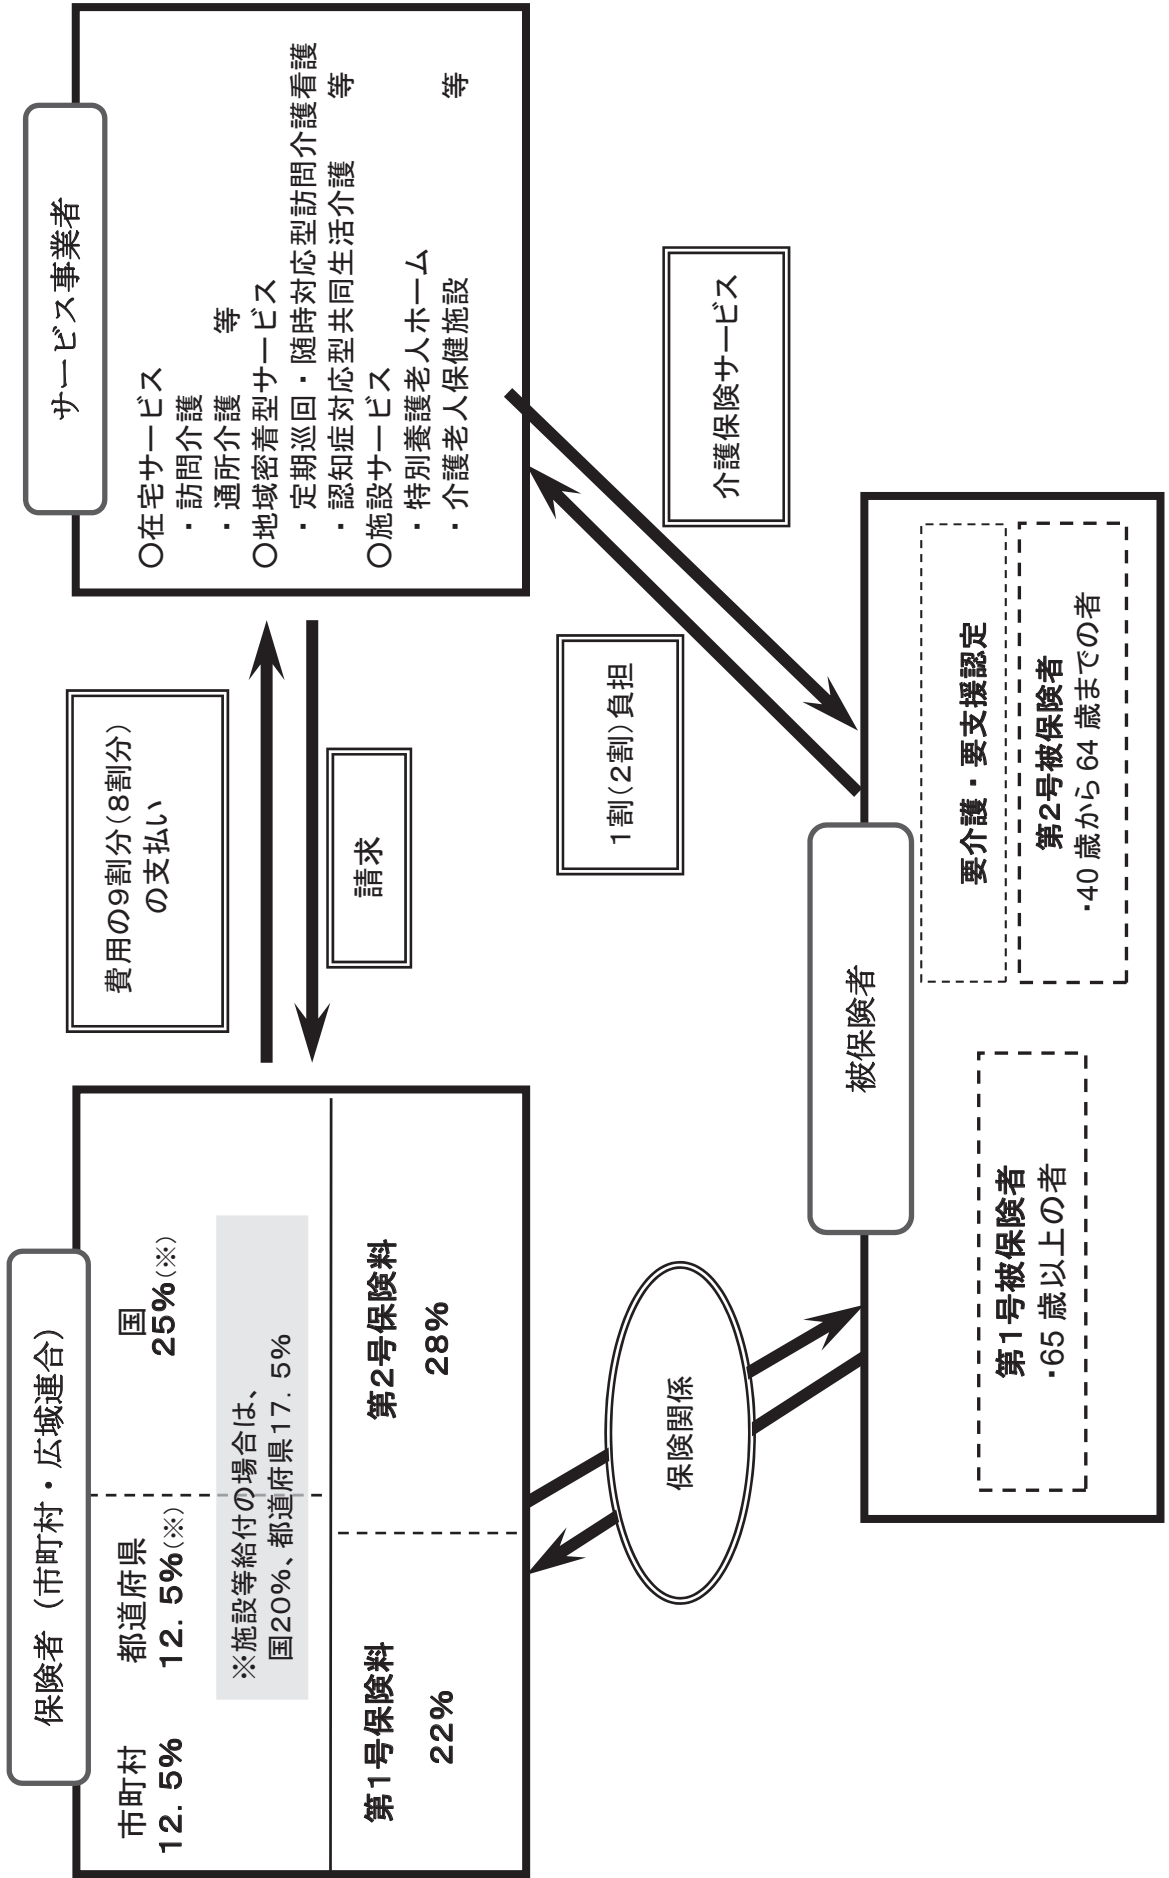 保険者（市町村・広域連合）
市町村
12. 5%
都道府県
12. 5%(※)
国
25%(※)
※施設等給付の場合は、
国20%、都道府県17. 5%
第1号保険料
22%
第2号保険料
28%
費用の9割分(8割分)
の支払い
請求
サービス事業者
○在宅サービス
・訪問介護
・通所介護　　等
○地域密着型サービス
・定期巡回・随時対応型訪問介護看護
・認知症対応型共同生活介護　　等
○施設サービス
・特別養護老人ホーム
・介護老人保健施設　　等
保険関係
1割(2割)負担
介護保険サービス
被保険者
第1号被保険者
・65 歳以上の者
要介護・要支援認定
第2号被保険者
・40 歳から 64 歳までの者